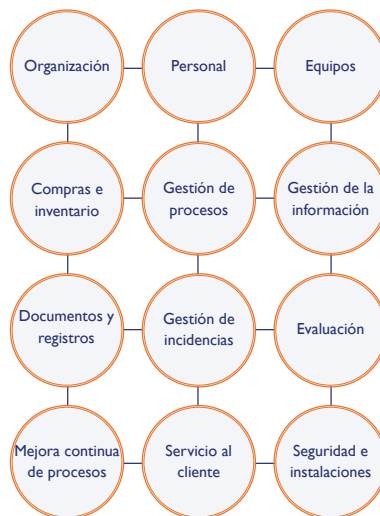 Organización
Personal
Equipos
Compras e
inventario
Gestión de
procesos
Gestión de la
información
Documentos y
registros
Gestión de
incidencias
Evaluación
Mejora continua
de procesos
Servicio al
cliente
Seguridad e
instalaciones